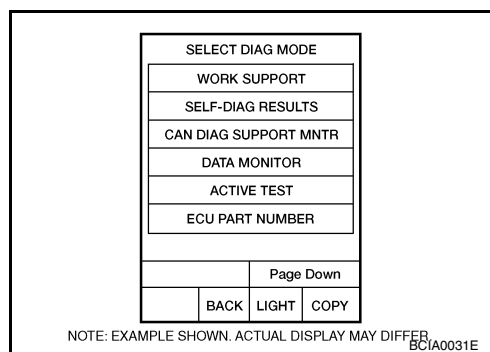 SELECT DIAG MODE
WORK SUPPORT
SELF-DIAG RESULTS
CAN DIAG SUPPORT MNTR
DATA MONITOR
ACTIVE TEST
ECU PART NUMBER
Page Down
BACK LIGHT COPY
NOTE: EXAMPLE SHOWN. ACTUAL DISPLAY MAY DIFFER.
BCIA0031E